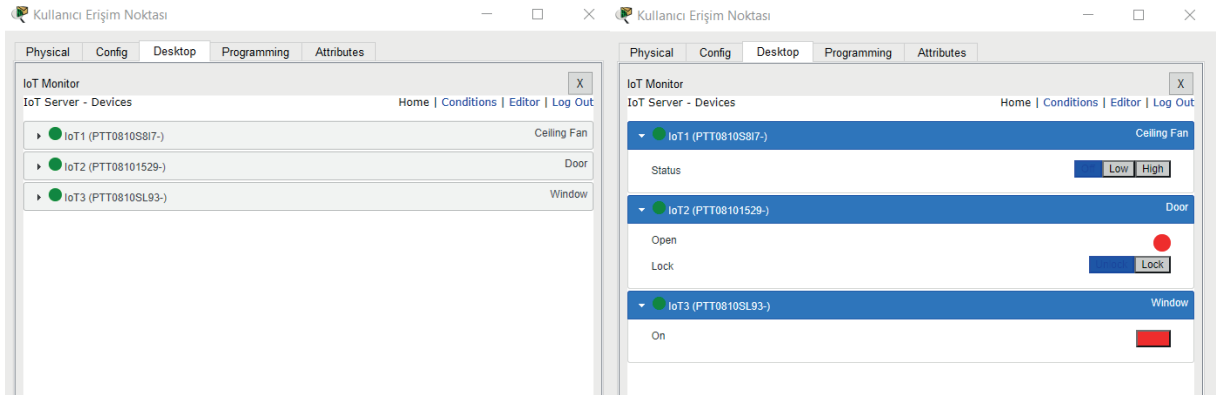 Kullanıcı Erişim Noktası
Physical Config Desktop Programming Attributes
IoT Monitor X
IoT Server - Devices Home | Conditions | Editor | Log Out
IoT1 (PTT0810S8I7-) Ceiling Fan
IoT2 (PTT08101529-) Door
IoT3 (PTT0810SL93-) Window
Kullanıcı Erişim Noktası
Physical Config Desktop Programming Attributes
IoT Monitor X
IoT Server - Devices Home | Conditions | Editor | Log Out
IoT1 (PTT0810S8I7-) Ceiling Fan
Status Low High
IoT2 (PTT08101529-) Door
Open
Lock Lock
IoT3 (PTT0810SL93-) Window
On